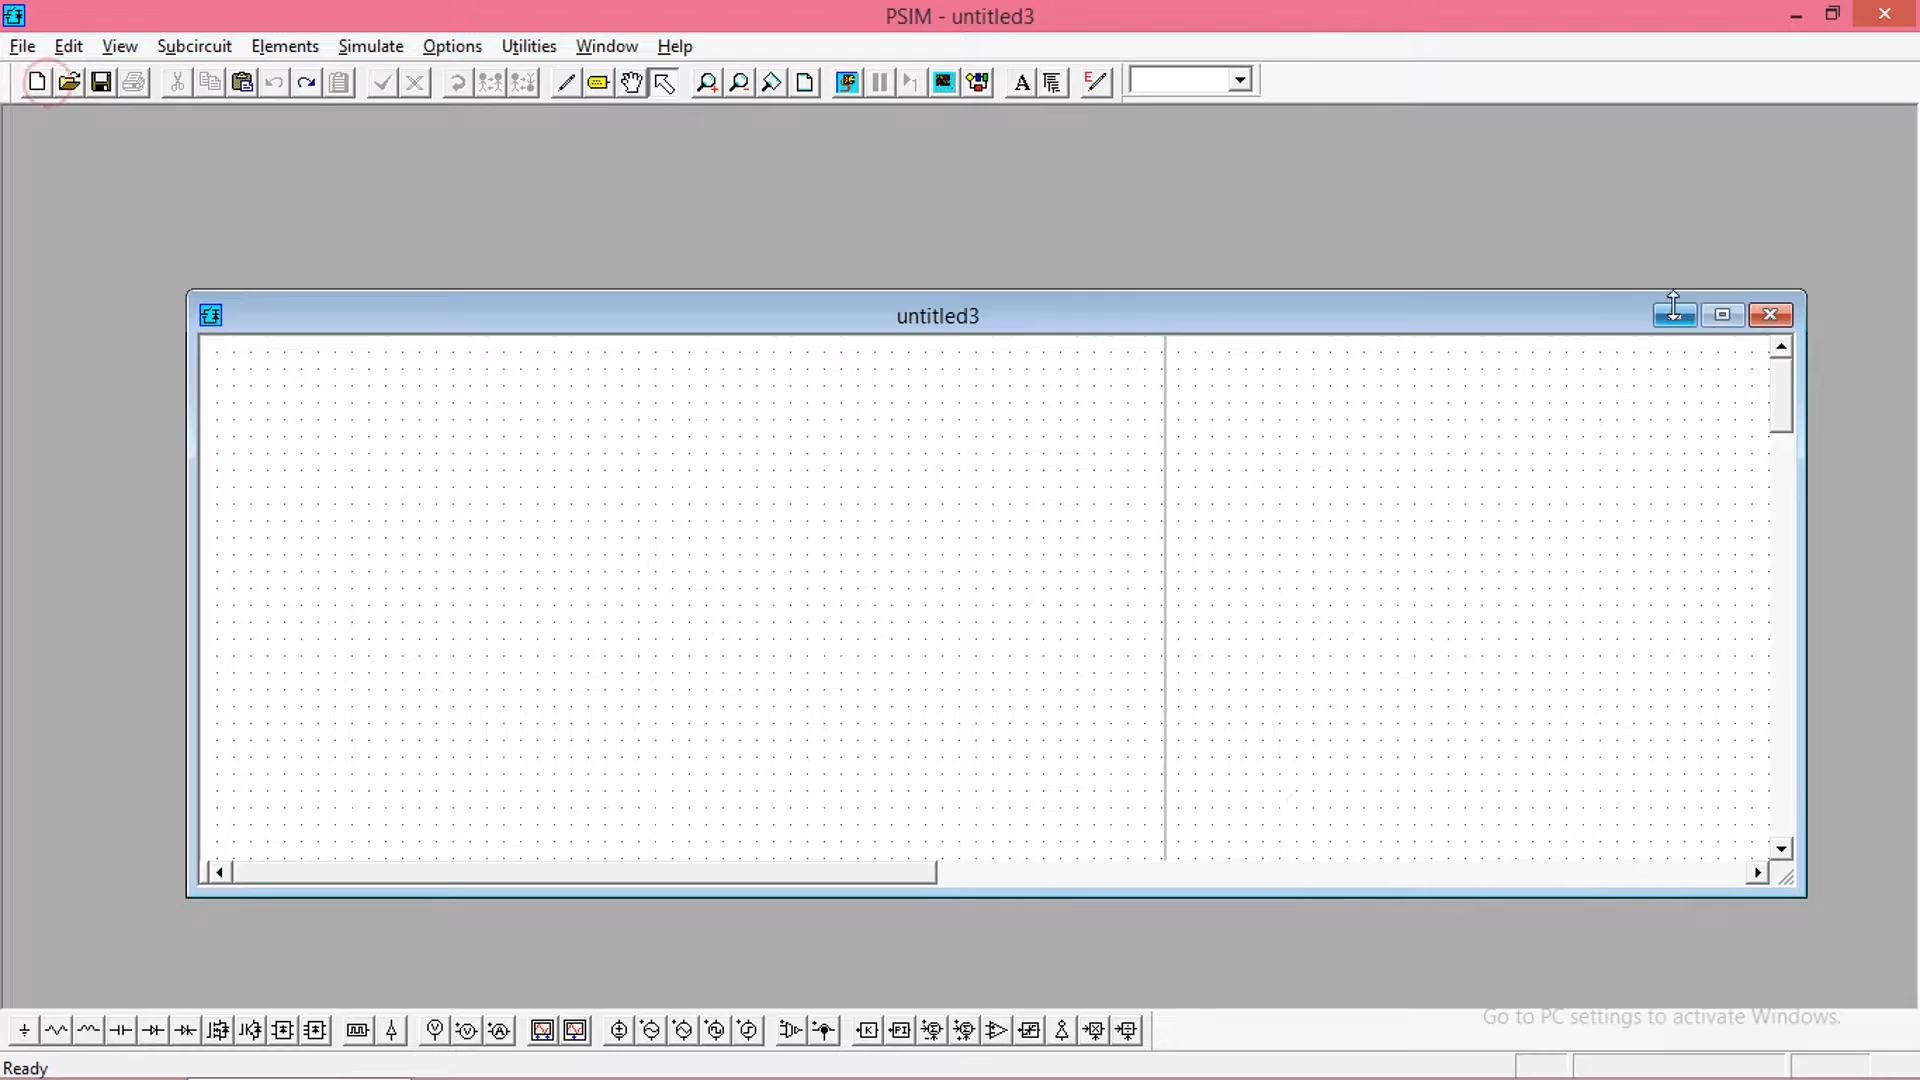 PSIM - untitled3
File Edit View Subcircuit Elements Simulate Options Utilities Window Help
A E
untitled3
V V A
K PI
Go to PC settings to activate Windows.
Ready